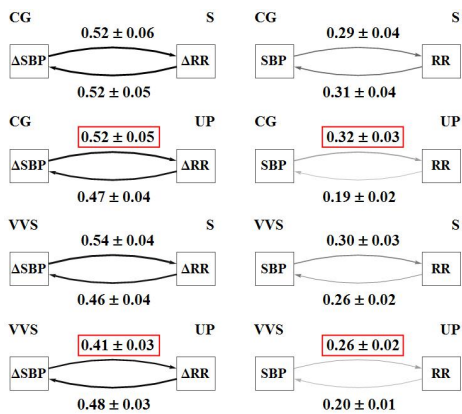 CG S CG S
0.52 ± 0.06 0.29 ± 0.04
ΔSBP ΔRR SBP RR
0.52 ± 0.05 0.31 ± 0.04
CG UP CG UP
0.52 ± 0.05 0.32 ± 0.03
ΔSBP ΔRR SBP RR
0.47 ± 0.04 0.19 ± 0.02
VVS S VVS S
0.54 ± 0.04 0.30 ± 0.03
ΔSBP ΔRR SBP RR
0.46 ± 0.04 0.26 ± 0.02
VVS UP VVS UP
0.41 ± 0.03 0.26 ± 0.02
ΔSBP ΔRR SBP RR
0.48 ± 0.03 0.20 ± 0.01